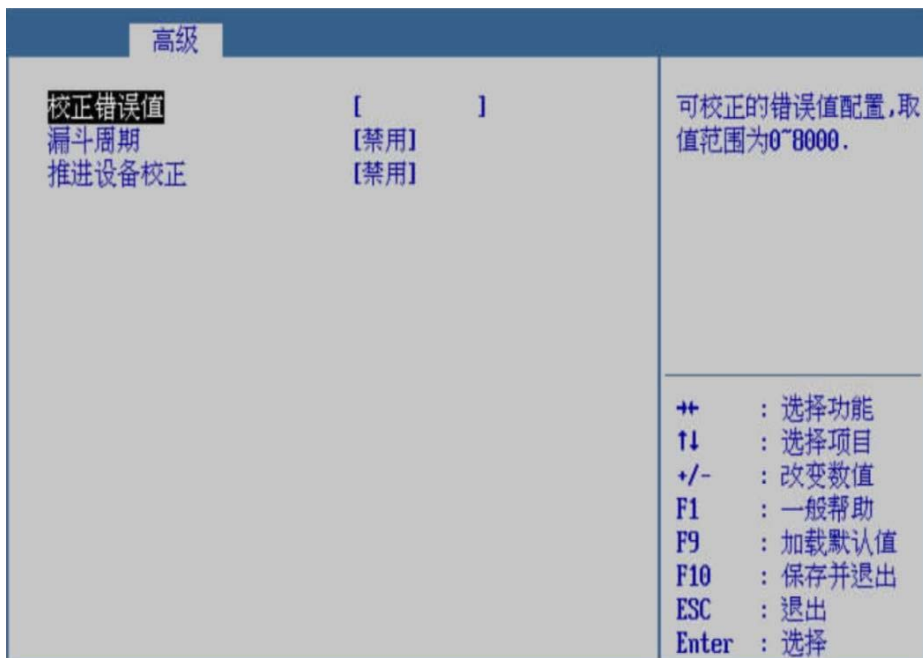 高级
校正错误值 [ ]
漏斗周期 [禁用]
推进设备校正 [禁用]
可校正的错误值配置,取
值范围为0~8000.
→← : 选择功能
↑↓ : 选择项目
+/- : 改变数值
F1 : 一般帮助
F9 : 加载默认值
F10 : 保存并退出
ESC : 退出
Enter : 选择